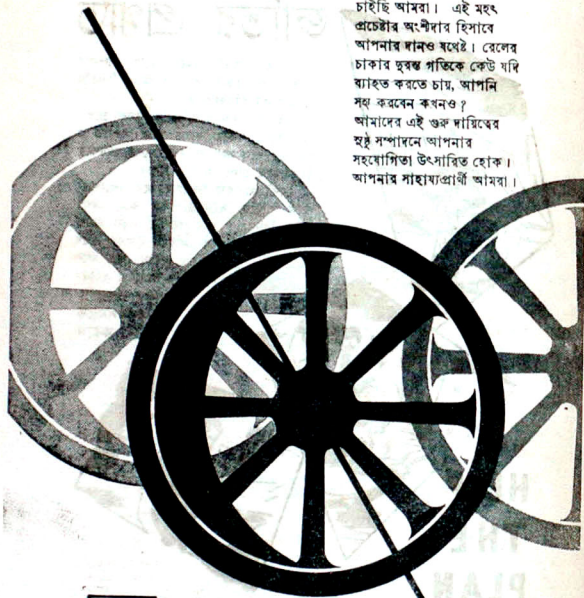 চাইছি আমরা। এই মহৎ
প্রচেষ্টার অংশীদার হিসাবে
আপনার দানও যথেষ্ট। রেলের
চাকার দুরন্ত গতিকে কেউ যদি
ব্যাহত করতে চায়, আপনি
সহ্য করবেন কখনও?
আমাদের এই গুরু দায়িত্বের
সুষ্ঠু সম্পাদনে আপনার
সহযোগিতা উৎসারিত হোক।
আপনার সাহায্যপ্রার্থী আমরা।